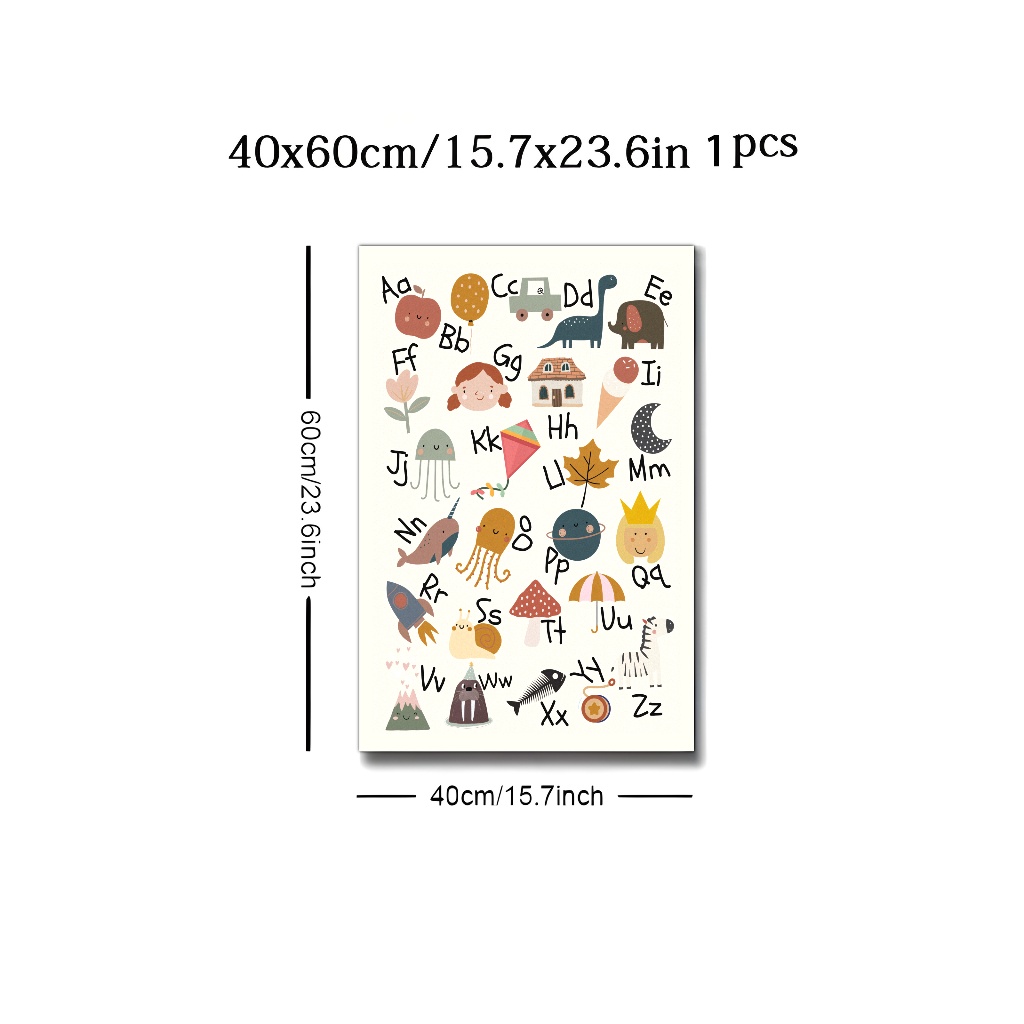 40x60cm/15.7x23.6in 1pcs
60cm/23.6inch
Aa
Bb
Cc
Dd
Ee
Ff
Gg
Hh
Ii
Jj
Kk
Ll
Mm
Nn
Oo
Pp
Qq
Rr
Ss
Tt
Uu
Vv
Ww
Xx
Yy
Zz
40cm/15.7inch